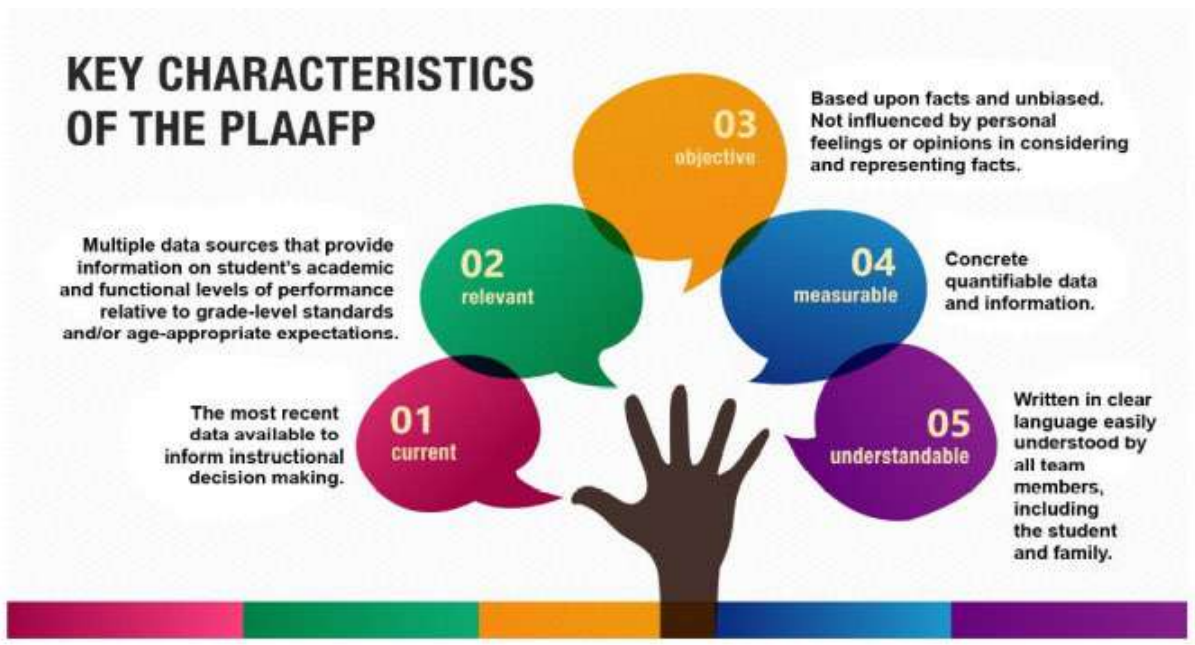 KEY CHARACTERISTICS
OF THE PLAAFP
01
current
The most recent
data available to
inform instructional
decision making.
02
relevant
Multiple data sources that provide
information on student's academic
and functional levels of performance
relative to grade-level standards
and/or age-appropriate expectations.
03
objective
Based upon facts and unbiased.
Not influenced by personal
feelings or opinions in considering
and representing facts.
04
measurable
Concrete
quantifiable data
and information.
05
understandable
Written in clear
language easily
understood by
all team
members,
including
the student
and family.